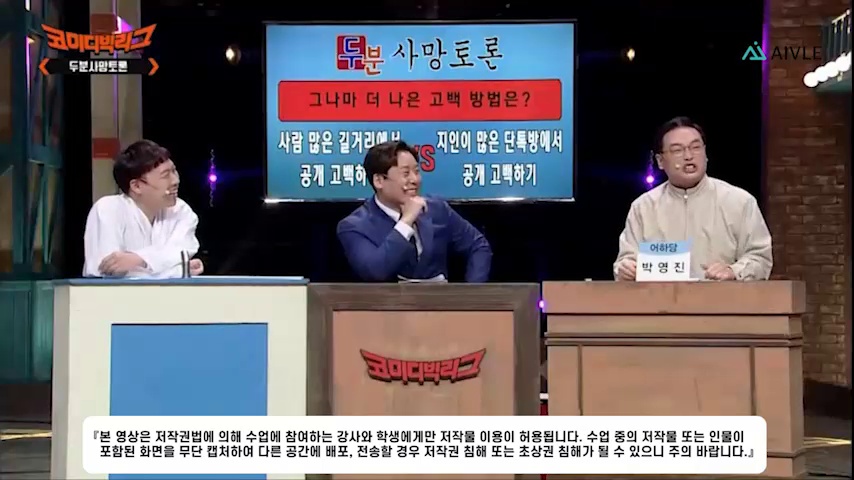 코미디빅리그
두분사망토론
AIVLE
두분 사망토론
그나마 더 나은 고백 방법은?
사람 많은 길거리에서
공개 고백하
VS
지인이 많은 단톡방에서
공개 고백하기
어하당
박영진
코미디빅리그
『본 영상은 저작권법에 의해 수업에 참여하는 강사와 학생에게만 저작물 이용이 허용됩니다. 수업 중의 저작물 또는 인물이
포함된 화면을 무단 캡처하여 다른 공간에 배포, 전송할 경우 저작권 침해 또는 초상권 침해가 될 수 있으니 주의 바랍니다.』